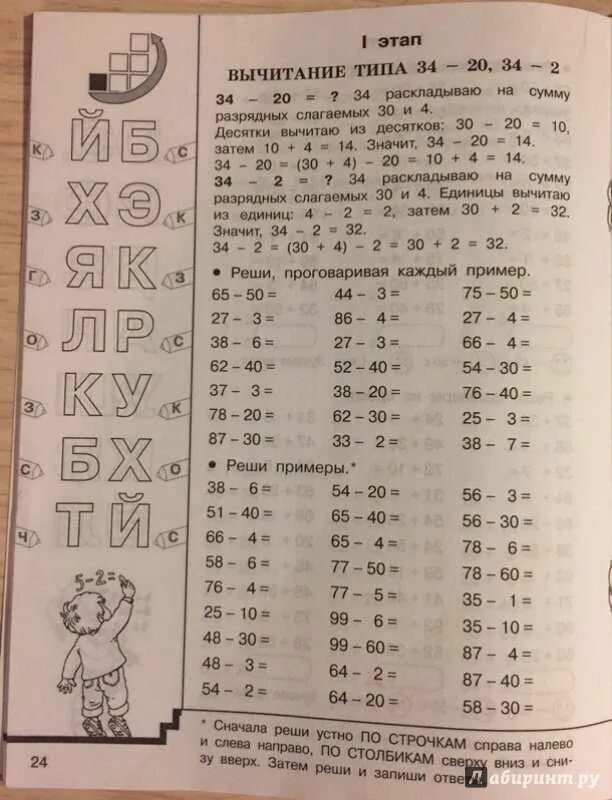 I этап
ВЫЧИТАНИЕ ТИПА 34 – 20, 34 – 2
34 – 20 = ? 34 раскладываю на сумму
разрядных слагаемых 30 и 4.
Десятки вычитаю из десятков: 30 – 20 = 10,
затем 10 + 4 = 14. Значит, 34 – 20 = 14.
34 – 20 = (30 + 4) – 20 = 10 + 4 = 14.
34 – 2 = ? 34 раскладываю на сумму
разрядных слагаемых 30 и 4. Единицы вычитаю
из единиц: 4 – 2 = 2, затем 30 + 2 = 32.
Значит, 34 – 2 = 32.
34 – 2 = (30 + 4) – 2 = 30 + 2 = 32.
• Реши, проговаривая каждый пример.
65 – 50 = 44 – 3 = 75 – 50 =
27 – 3 = 86 – 4 = 27 – 4 =
38 – 6 = 27 – 3 = 66 – 4 =
62 – 40 = 52 – 40 = 54 – 30 =
37 – 3 = 38 – 20 = 76 – 40 =
78 – 20 = 62 – 30 = 25 – 3 =
87 – 30 = 33 – 2 = 38 – 7 =
• Реши примеры.*
38 – 6 = 54 – 20 = 56 – 3 =
51 – 40 = 65 – 40 = 56 – 30 =
66 – 4 = 65 – 4 = 78 – 6 =
58 – 6 = 77 – 50 = 78 – 60 =
76 – 4 = 77 – 5 = 35 – 1 =
25 – 10 = 99 – 6 = 35 – 10 =
48 – 30 = 99 – 60 = 87 – 4 =
48 – 3 = 64 – 2 = 87 – 40 =
54 – 2 = 64 – 20 = 58 – 30 =
* Сначала реши устно ПО СТРОЧКАМ справа налево
и слева направо, ПО СТОЛБИКАМ сверху вниз и сни-
зу вверх. Затем реши и запиши отве
К ЙБ С
З ХЭ К
Г ЯК З
О ЛР С
З КУ К
С БХ О
Ч ТЙ С
5–2=
24
Лабиринт.ру